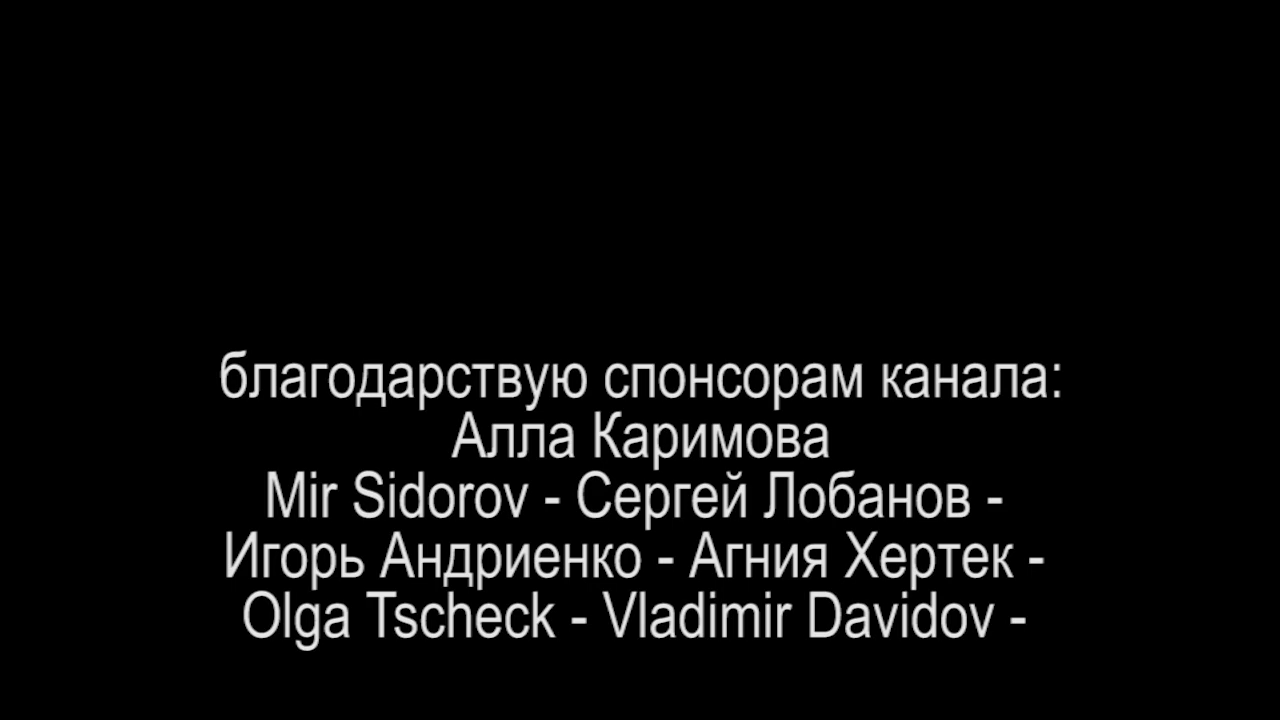 благодарствую спонсорам канала:
Алла Каримова
Mir Sidorov - Сергей Лобанов -
Игорь Андриенко - Агния Хертек -
Olga Tscheck - Vladimir Davidov -